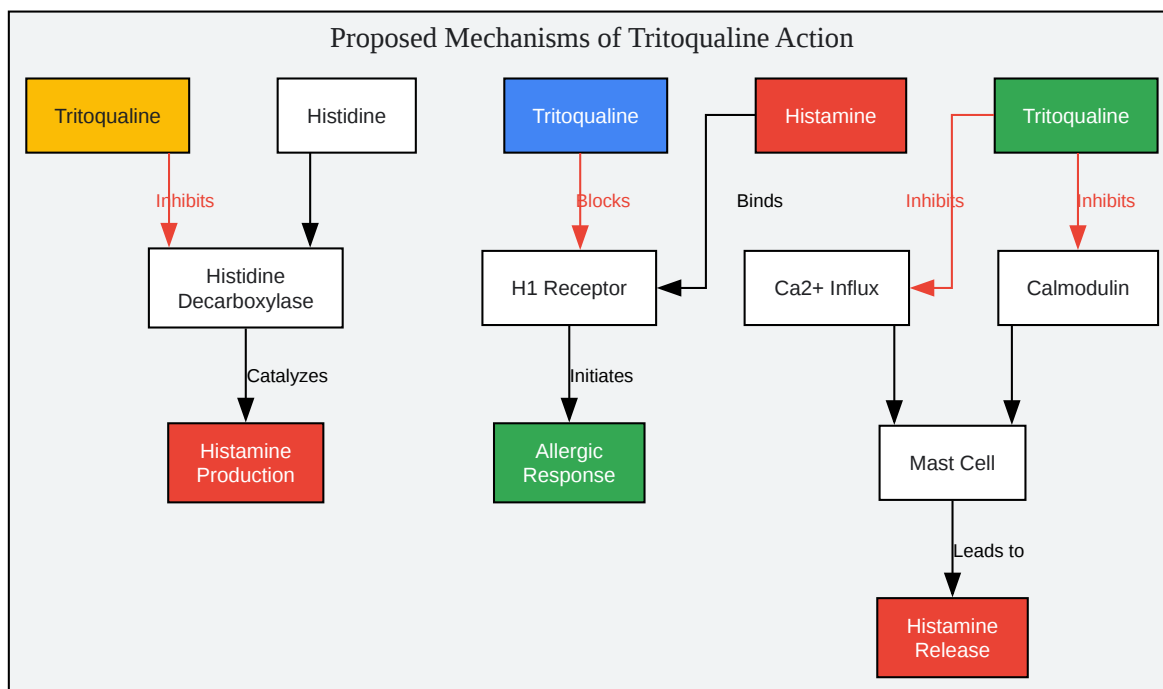 Proposed Mechanisms of Tritoqualine Action
Tritoqualine
Histidine
Tritoqualine
Histamine
Tritoqualine
Inhibits
Blocks
Binds
Inhibits
Inhibits
Histidine
Decarboxylase
H1 Receptor
Ca2+ Influx
Calmodulin
Catalyzes
Initiates
Histamine
Production
Allergic
Response
Mast Cell
Leads to
Histamine
Release